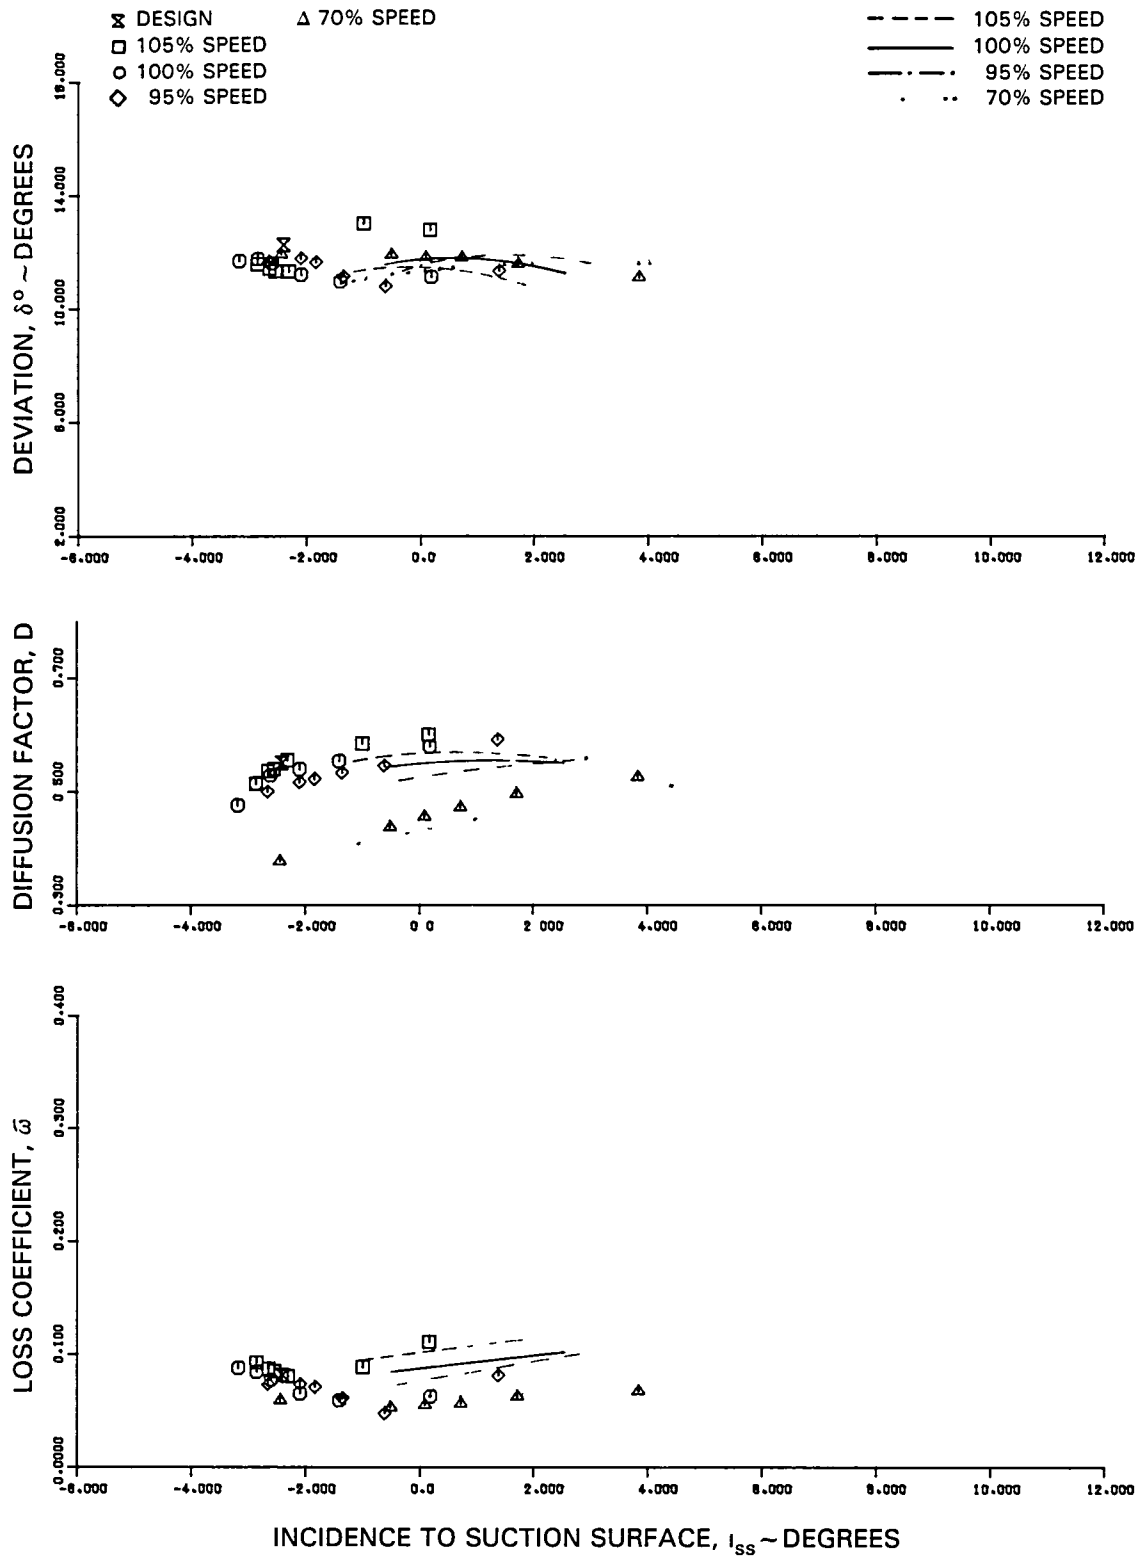 DESIGN 70% SPEED
105% SPEED
100% SPEED
95% SPEED
105% SPEED
100% SPEED
95% SPEED
70% SPEED
DEVIATION, δ° ~ DEGREES
18.000
14.000
10.000
6.000
2.000
-6.000 -4.000 -2.000 0.0 2.000 4.000 6.000 8.000 10.000 12.000
DIFFUSION FACTOR, D
0.700
0.500
0.300
-6.000 -4.000 -2.000 0.0 2.000 4.000 6.000 8.000 10.000 12.000
LOSS COEFFICIENT, ω̄
0.400
0.300
0.200
0.100
0.0000
-6.000 -4.000 -2.000 0.0 2.000 4.000 6.000 8.000 10.000 12.000
INCIDENCE TO SUCTION SURFACE, ıss ~ DEGREES